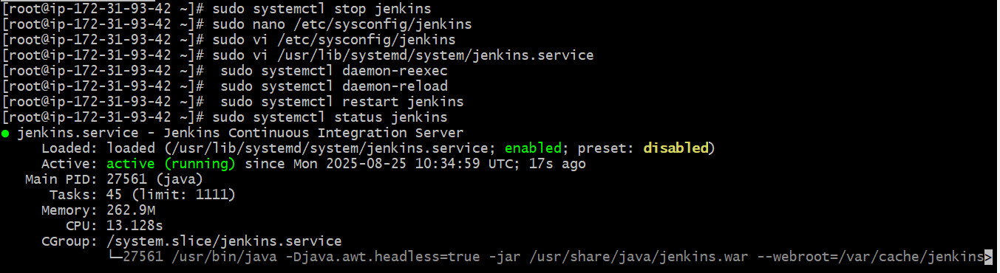 [root@ip-172-31-93-42 ~]# sudo systemctl stop jenkins
[root@ip-172-31-93-42 ~]# sudo nano /etc/sysconfig/jenkins
[root@ip-172-31-93-42 ~]# sudo vi /etc/sysconfig/jenkins
[root@ip-172-31-93-42 ~]# sudo vi /usr/lib/systemd/system/jenkins.service
[root@ip-172-31-93-42 ~]#  sudo systemctl daemon-reexec
[root@ip-172-31-93-42 ~]#  sudo systemctl daemon-reload
[root@ip-172-31-93-42 ~]#  sudo systemctl restart jenkins
[root@ip-172-31-93-42 ~]# sudo systemctl status jenkins
● jenkins.service - Jenkins Continuous Integration Server
     Loaded: loaded (/usr/lib/systemd/system/jenkins.service; enabled; preset: disabled)
     Active: active (running) since Mon 2025-08-25 10:34:59 UTC; 17s ago
   Main PID: 27561 (java)
      Tasks: 45 (limit: 1111)
     Memory: 262.9M
        CPU: 13.128s
     CGroup: /system.slice/jenkins.service
             └─27561 /usr/bin/java -Djava.awt.headless=true -jar /usr/share/java/jenkins.war --webroot=/var/cache/jenkins>